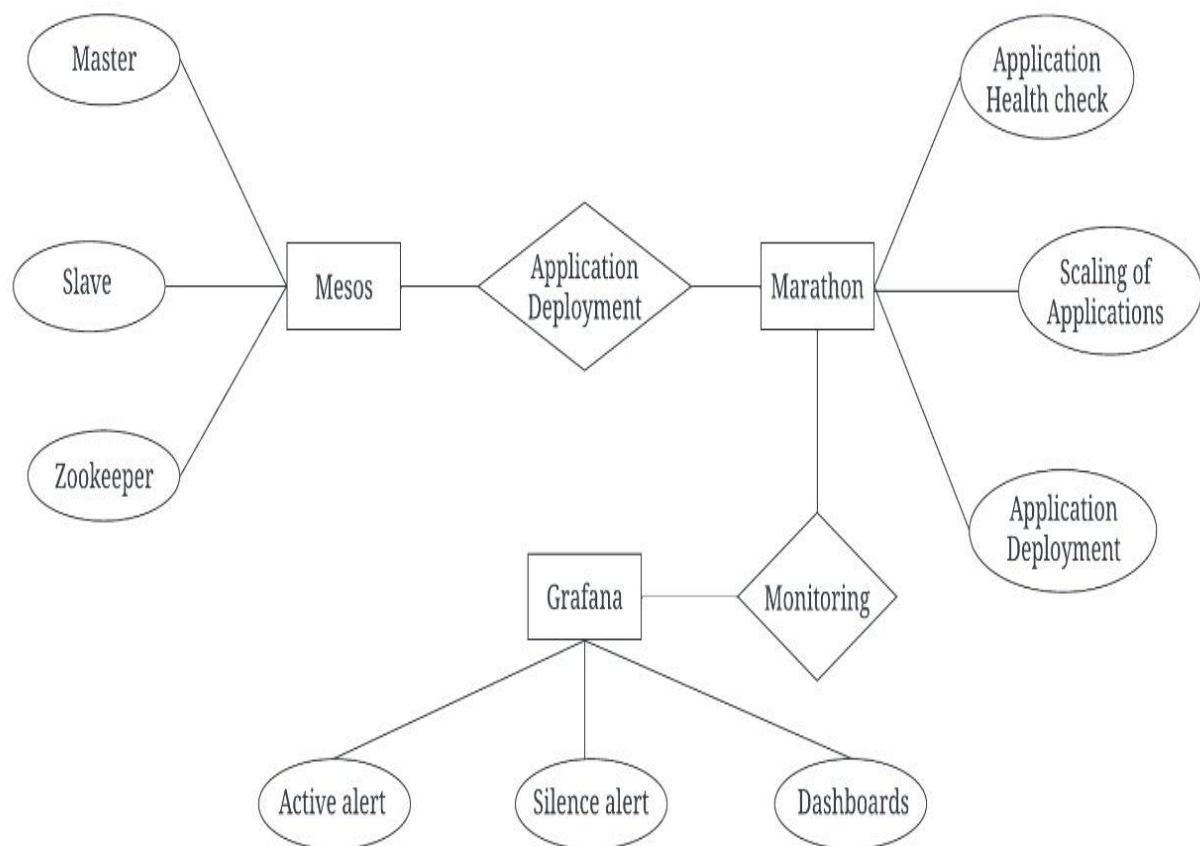 Master
Application
Health check
Slave
Mesos
Application
Deployment
Marathon
Scaling of
Applications
Zookeeper
Application
Deployment
Grafana
Monitoring
Active alert
Silence alert
Dashboards